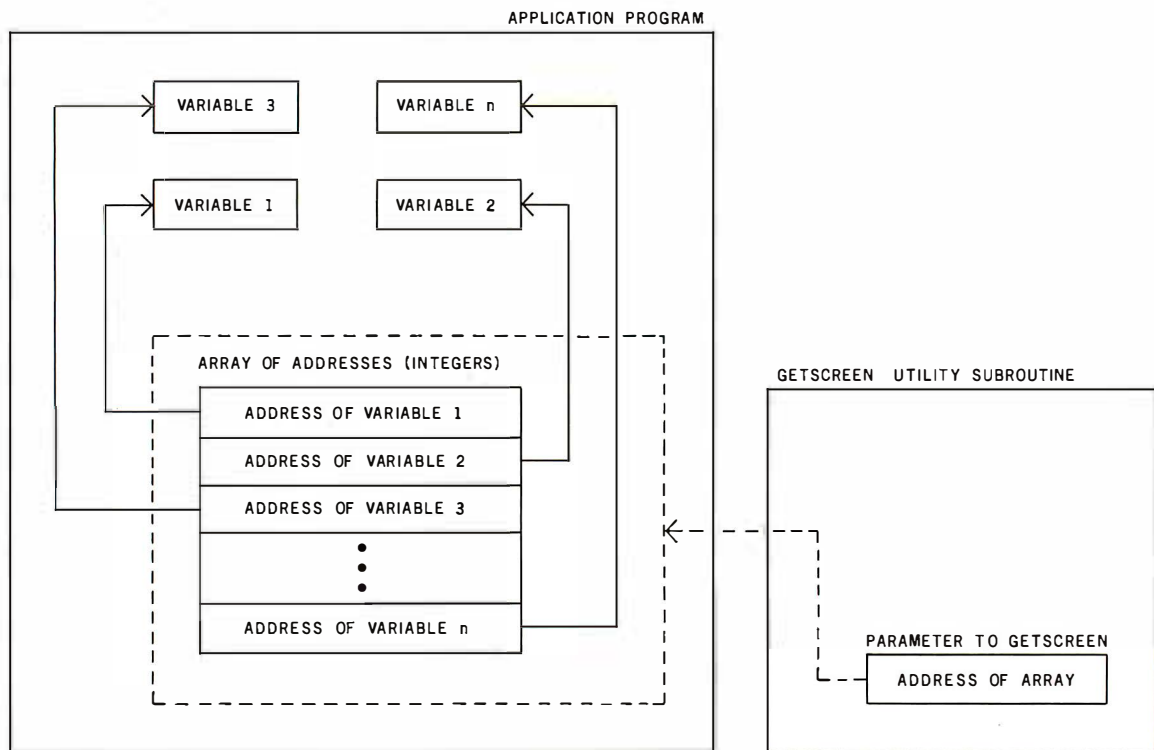 APPLICATION PROGRAM
VARIABLE 3
VARIABLE n
VARIABLE 1
VARIABLE 2
ARRAY OF ADDRESSES (INTEGERS)
ADDRESS OF VARIABLE 1
ADDRESS OF VARIABLE 2
ADDRESS OF VARIABLE 3
ADDRESS OF VARIABLE n
GETSCREEN UTILITY SUBROUTINE
PARAMETER TO GETSCREEN
ADDRESS OF ARRAY